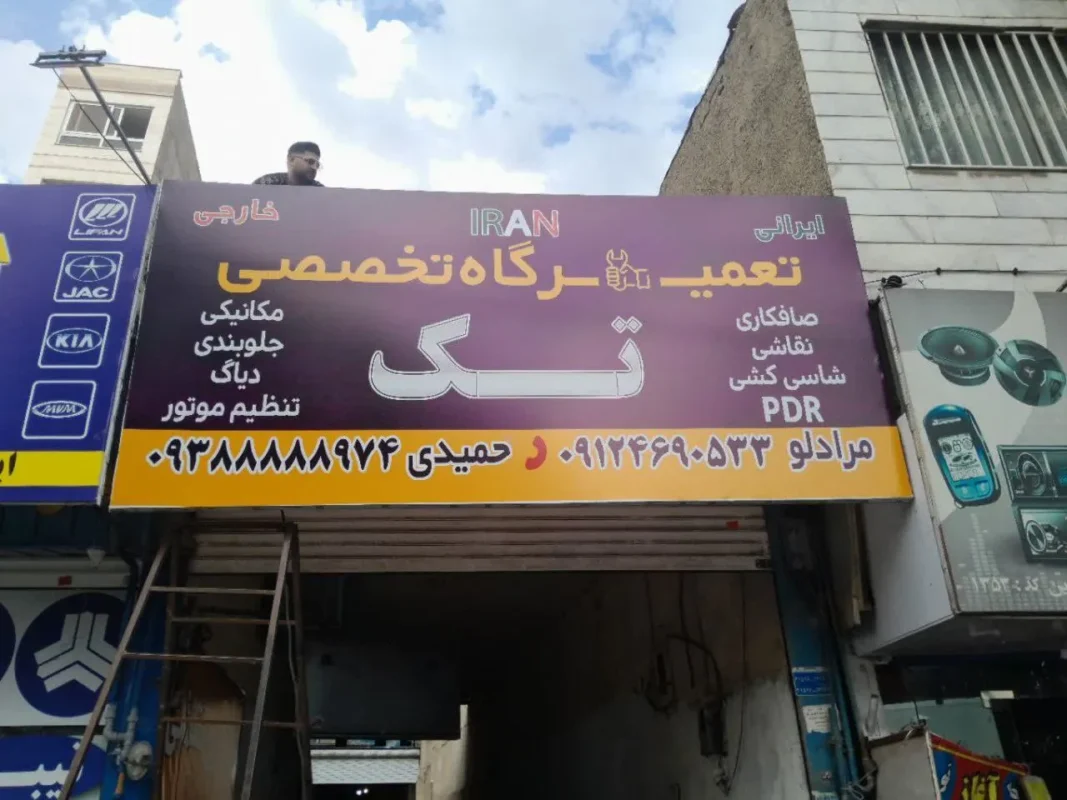 ایرانی
IRAN
خارجی
تعمیرگاه تخصصی
تک
صافکاری
نقاشی
شاسی کشی
PDR
مکانیکی
جلوبندی
دیاگ
تنظیم موتور
مرادلو ۰۹۱۲۴۶۹۰۵۳۳ د حمیدی ۰۹۳۸۸۸۸۸۹۷۴
LIFAN
JAC
KIA
MVM